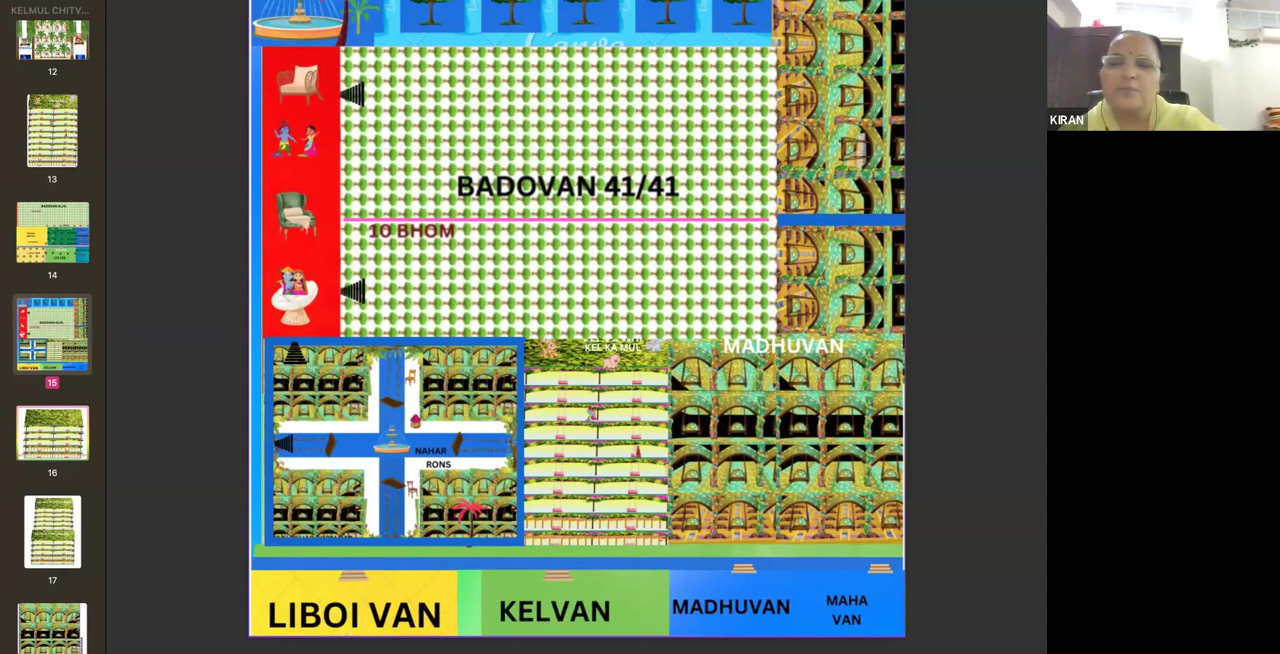 KELMUL CHITV...
12
13
14
15
16
17
KIRAN
BADOVAN 41/41
10 BHOM
KEL KA MUL
MADHUVAN
NAHAR
RONS
LIBOI VAN
KELVAN
MADHUVAN
MAHA
VAN